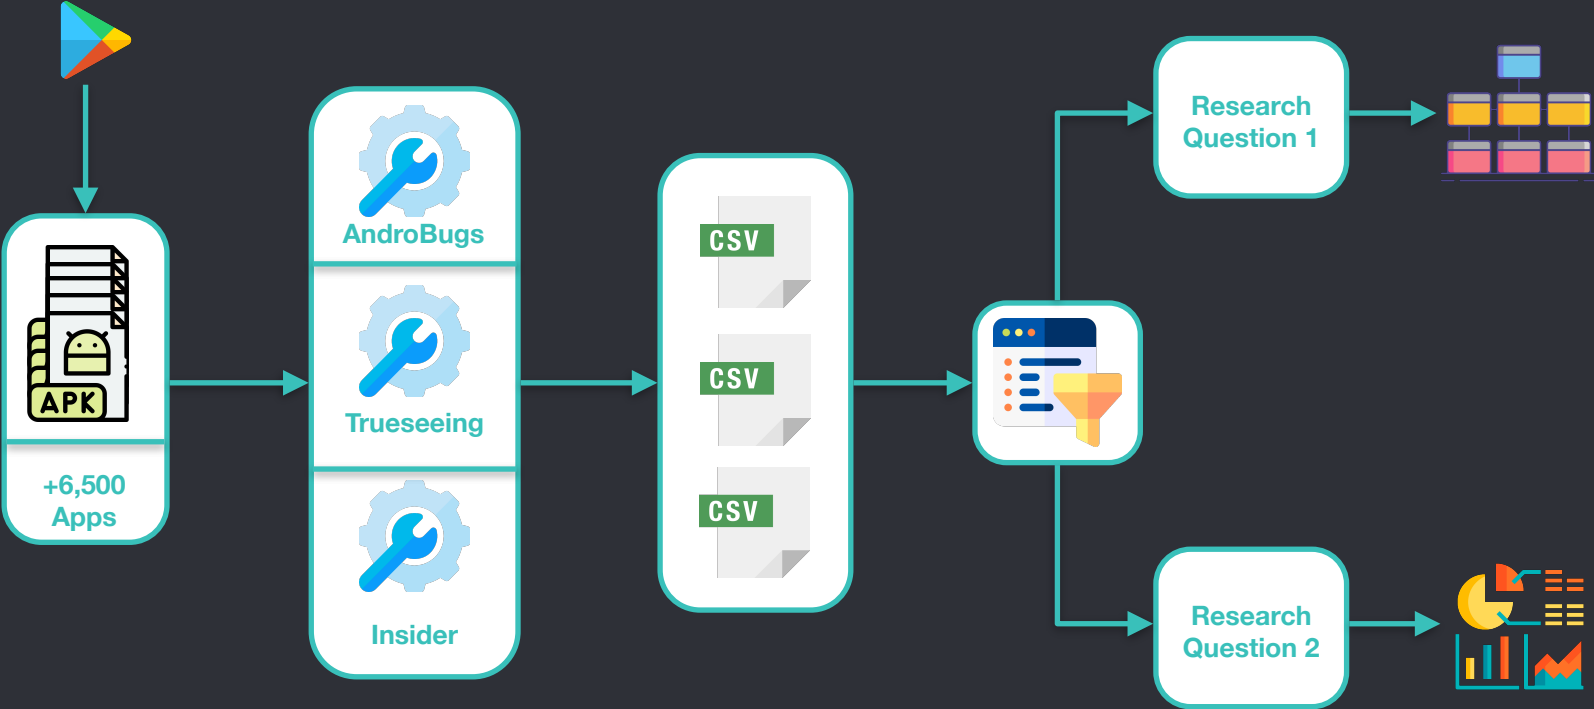 APK
+6,500
Apps
AndroBugs
Trueseeing
Insider
CSV
CSV
CSV
Research
Question 1
Research
Question 2